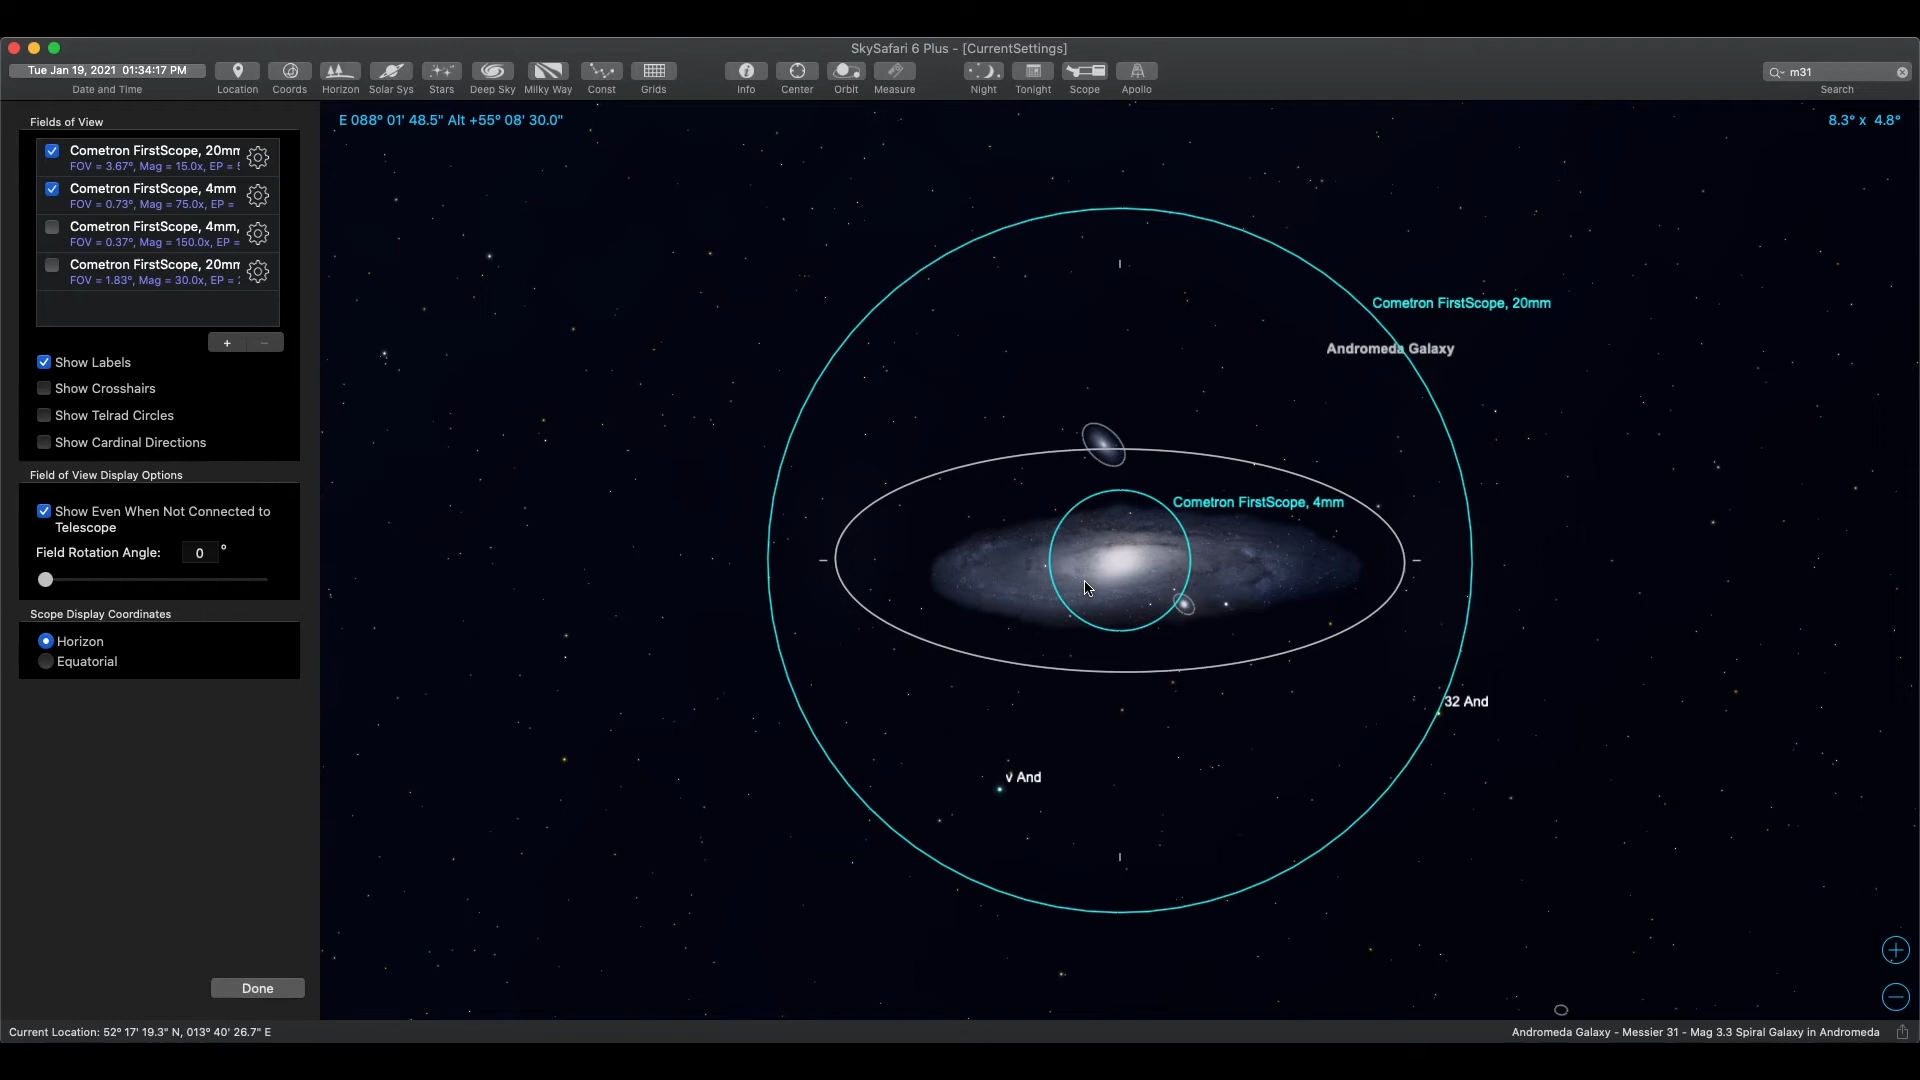 SkySafari 6 Plus - [CurrentSettings]
Tue Jan 19, 2021 01:34:17 PM
m31
Date and Time
Location
Coords
Horizon
Solar Sys
Stars
Deep Sky
Milky Way
Const
Grids
Info
Center
Orbit
Measure
Night
Tonight
Scope
Apollo
Search
Fields of View
E 088° 01' 48.5" Alt +55° 08' 30.0"
8.3° x 4.8°
Cometron FirstScope, 20mm
FOV = 3.67°, Mag = 15.0x, EP =
Cometron FirstScope, 4mm
FOV = 0.73°, Mag = 75.0x, EP =
Cometron FirstScope, 4mm,
FOV = 0.37°, Mag = 150.0x, EP =
Cometron FirstScope, 20mm
FOV = 1.83°, Mag = 30.0x, EP =
+ −
Show Labels
Show Crosshairs
Show Telrad Circles
Show Cardinal Directions
Field of View Display Options
Show Even When Not Connected to
Telescope
Field Rotation Angle: 0 °
Scope Display Coordinates
Horizon
Equatorial
Done
Cometron FirstScope, 20mm
Andromeda Galaxy
Cometron FirstScope, 4mm
32 And
ν And
Current Location: 52° 17' 19.3" N, 013° 40' 26.7" E
Andromeda Galaxy - Messier 31 - Mag 3.3 Spiral Galaxy in Andromeda